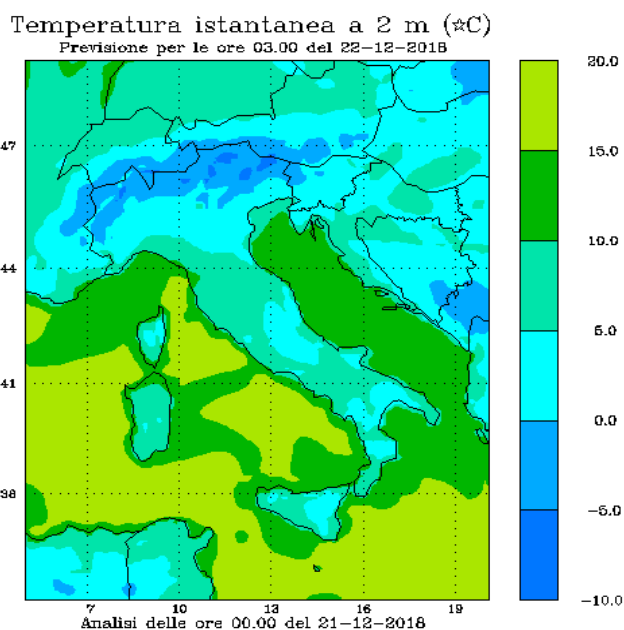 Temperatura istantanea a 2 m (☆C)
Previsione per le ore 03.00 del 22-12-2018
20.0
47
15.0
10.0
44
5.0
41
0.0
38
-5.0
-10.0
7 10 13 16 19
Analisi delle ore 00.00 del 21-12-2018